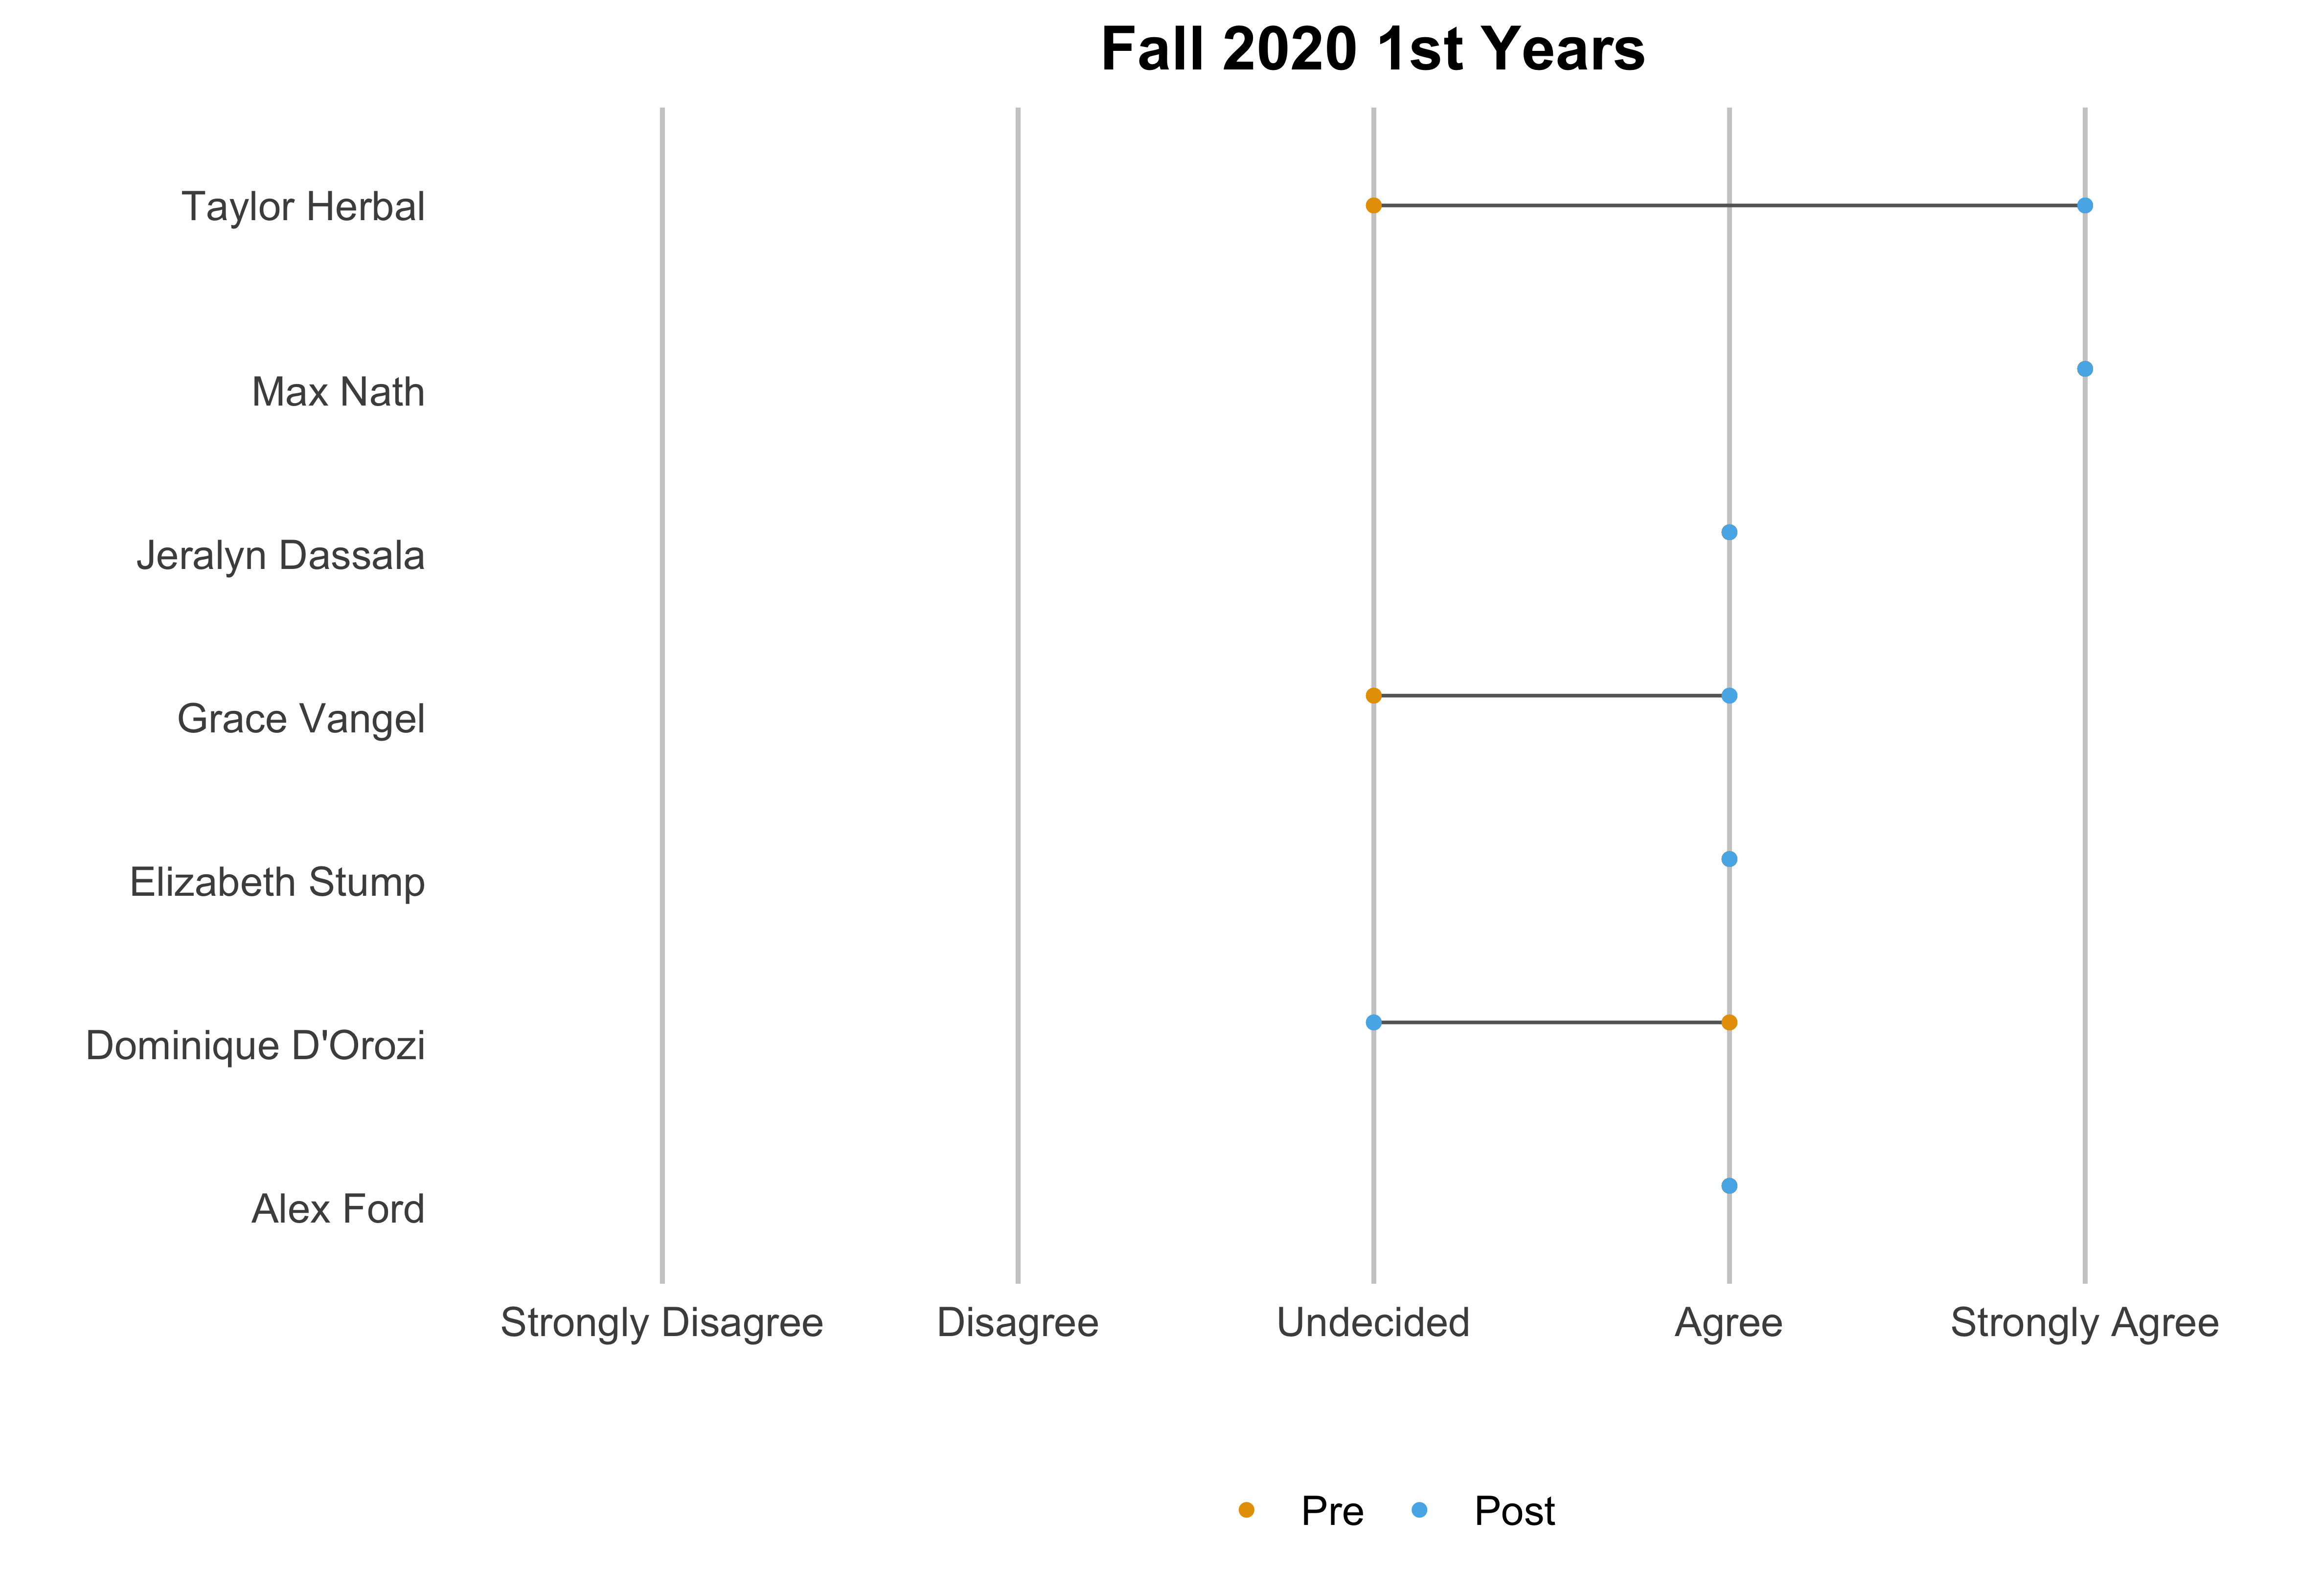 Fall 2020 1st Years
Taylor Herbal
Max Nath
Jeralyn Dassala
Grace Vangel
Elizabeth Stump
Dominique D'Orozi
Alex Ford
Strongly Disagree Disagree Undecided Agree Strongly Agree
Pre Post